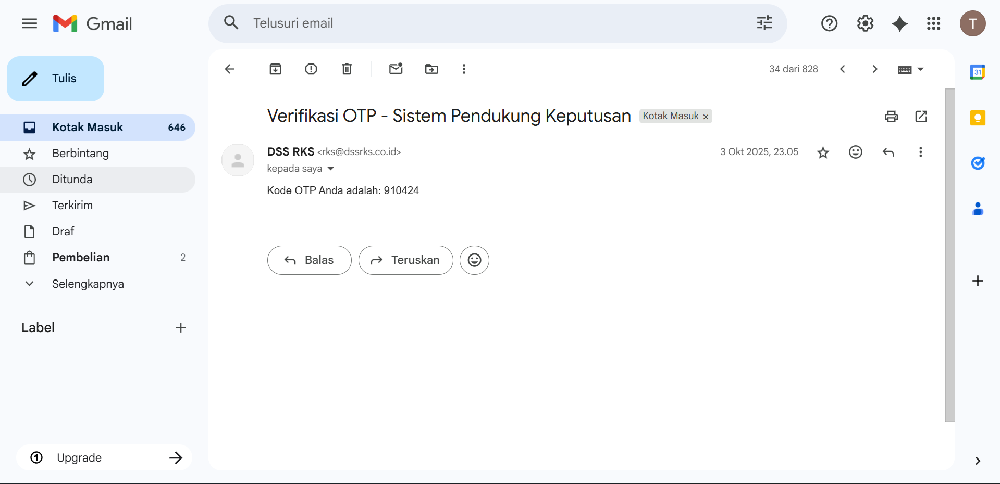 Gmail
Telusuri email
T
Tulis
34 dari 828
31
Verifikasi OTP - Sistem Pendukung Keputusan Kotak Masuk ×
Kotak Masuk 646
Berbintang
Ditunda
Terkirim
Draf
Pembelian 2
Selengkapnya
DSS RKS <rks@dssrks.co.id> 3 Okt 2025, 23.05
kepada saya
Kode OTP Anda adalah: 910424
Balas Teruskan
Label
1 Upgrade